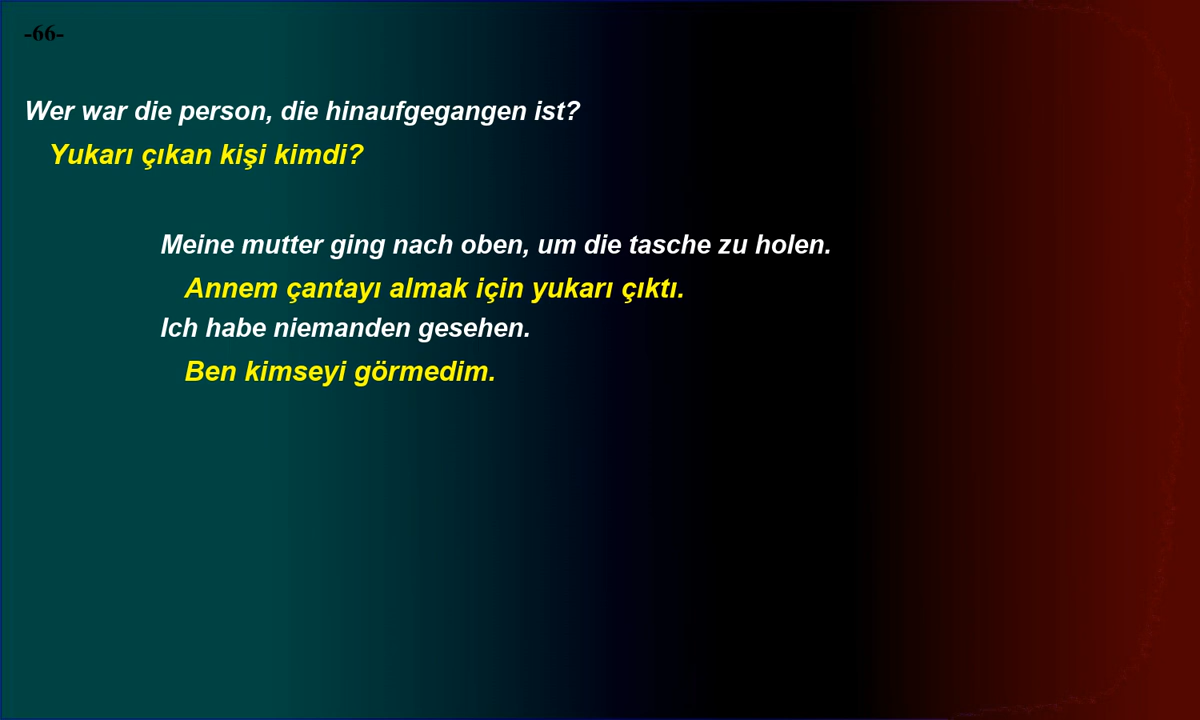 -66-
Wer war die person, die hinaufgegangen ist?
Yukarı çıkan kişi kimdi?
Meine mutter ging nach oben, um die tasche zu holen.
Annem çantayı almak için yukarı çıktı.
Ich habe niemanden gesehen.
Ben kimseyi görmedim.